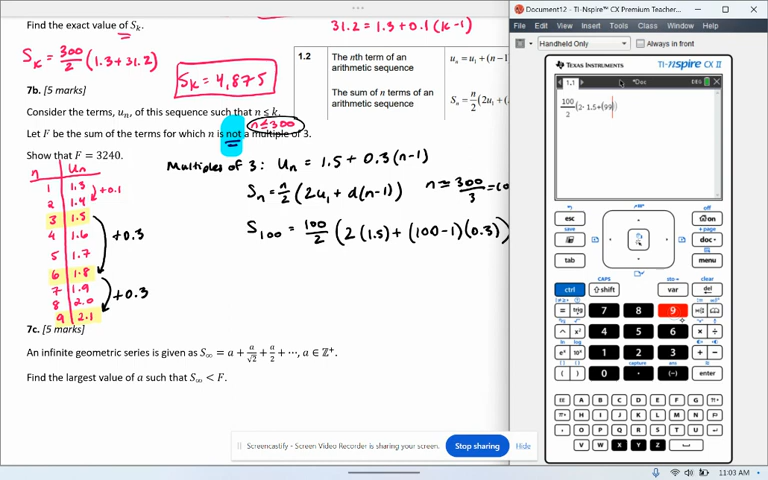 Find the exact value of Sk.
31.2 = 1.3 + 0.1 (k-1)
Sk = 300/2 (1.3 + 31.2)
Sk = 4,875
1.2 The nth term of an arithmetic sequence un = u1 + (n − 1
The sum of n terms of an arithmetic sequence Sn = n/2 (2u1 + (
7b. [5 marks]
Consider the terms, un, of this sequence such that n ≤ k.
n ≤ 300
Let F be the sum of the terms for which n is not a multiple of 3.
Show that F = 3240.
Multiples of 3: Un = 1.5 + 0.3(n-1)
Sn = n/2 (2u1 + d(n-1)) n = 300/3 = 10
S100 = 100/2 (2(1.5) + (100-1)(0.3))
n Un
1 1.3
+0.1
2 1.4
3 1.5
4 1.6
+0.3
5 1.7
6 1.8
7 1.9
+0.3
8 2.0
9 2.1
7c. [5 marks]
An infinite geometric series is given as S∞ = a + a/√2 + a/2 + ⋯, a ∈ ℤ⁺.
Find the largest value of a such that S∞ < F.
Screencastify - Screen Video Recorder is sharing your screen.
Stop sharing
Hide
Document12 - TI-Nspire™ CX Premium Teacher...
File Edit View Insert Tools Class Window Help
Handheld Only
Always in front
TEXAS INSTRUMENTS
TI-nspire CX II
1.1 *Doc
100/2 (2·1.5+(99))
esc on
doc
tab menu
ctrl shift var del
= trig 7 8 9
^ x² 4 5 6 × ÷
eˣ 10ˣ 1 2 3 + −
( ) 0 . (−) enter
EE A B C D E F G
H I J K L M N
O P Q R S T U
V W X Y Z
11:03 AM